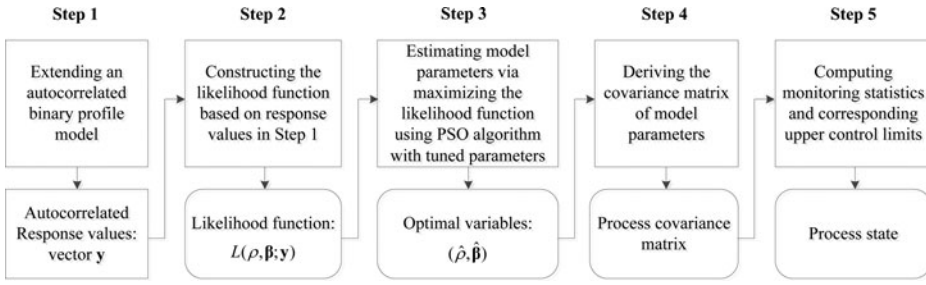 Step 1
Step 2
Step 3
Step 4
Step 5
Extending an
autocorrelated
binary profile
model
Constructing the
likelihood function
based on response
values in Step 1
Estimating model
parameters via
maximizing the
likelihood function
using PSO algorithm
with tuned parameters
Deriving the
covariance matrix
of model
parameters
Computing
monitoring statistics
and corresponding
upper control limits
Autocorrelated
Response values:
vector y
Likelihood function:
L(ρ,β;y)
Optimal variables:
(ρ̂,β̂)
Process covariance
matrix
Process state